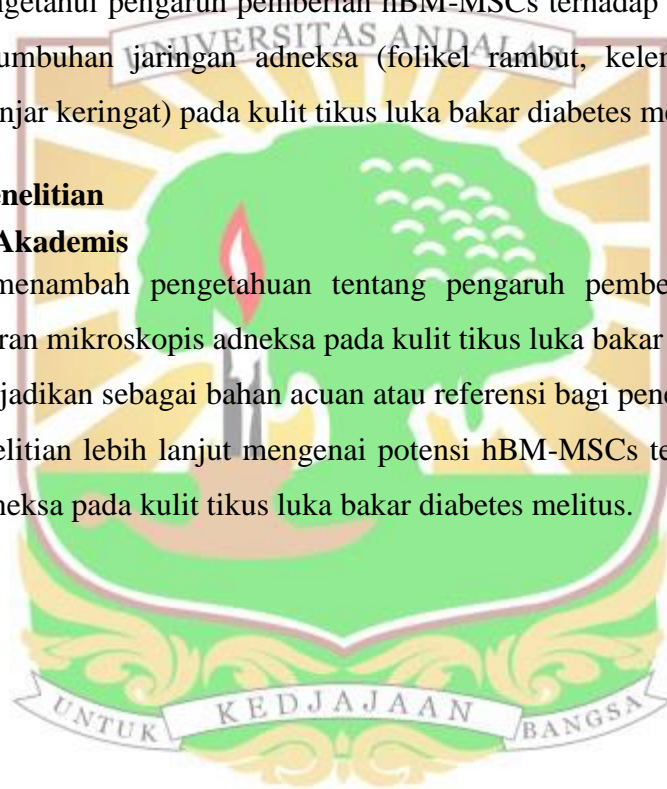 ngetahui pengaruh pemberian hBM-MSCs terhadap
UNIVERSITAS ANDALAS
umbuhan jaringan adneksa (folikel rambut, kelen
njar keringat) pada kulit tikus luka bakar diabetes me
enelitian
Akademis
menambah pengetahuan tentang pengaruh pembe
ran mikroskopis adneksa pada kulit tikus luka bakar
jadikan sebagai bahan acuan atau referensi bagi pene
elitian lebih lanjut mengenai potensi hBM-MSCs te
neksa pada kulit tikus luka bakar diabetes melitus.
UNTUK KEDJAJAAN BANGSA